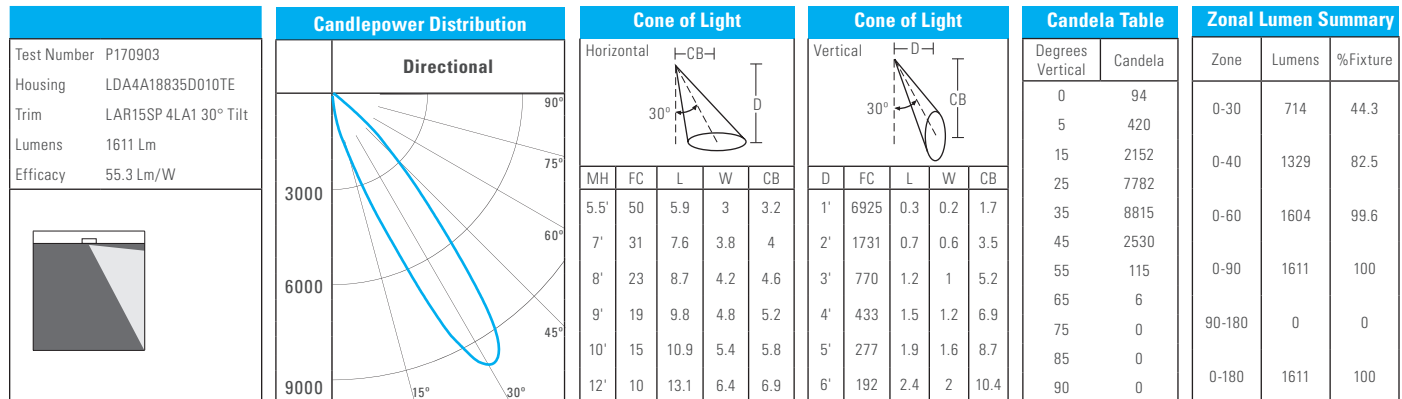 Test Number P170903
Housing LDA4A18835D010TE
Trim LAR15SP 4LA1 30° Tilt
Lumens 1611 Lm
Efficacy 55.3 Lm/W
Candlepower Distribution
Directional
90°
75°
3000
60°
6000
45°
9000
15°
30°
Cone of Light
Horizontal
CB
D
30°
MH FC L W CB
5.5' 50 5.9 3 3.2
7' 31 7.6 3.8 4
8' 23 8.7 4.2 4.6
9' 19 9.8 4.8 5.2
10' 15 10.9 5.4 5.8
12' 10 13.1 6.4 6.9
Cone of Light
Vertical
D
CB
30°
D FC L W CB
1' 6925 0.3 0.2 1.7
2' 1731 0.7 0.6 3.5
3' 770 1.2 1 5.2
4' 433 1.5 1.2 6.9
5' 277 1.9 1.6 8.7
6' 192 2.4 2 10.4
Candela Table
Degrees
Vertical
Candela
0 94
5 420
15 2152
25 7782
35 8815
45 2530
55 115
65 6
75 0
85 0
90 0
Zonal Lumen Summary
Zone Lumens %Fixture
0-30 714 44.3
0-40 1329 82.5
0-60 1604 99.6
0-90 1611 100
90-180 0 0
0-180 1611 100